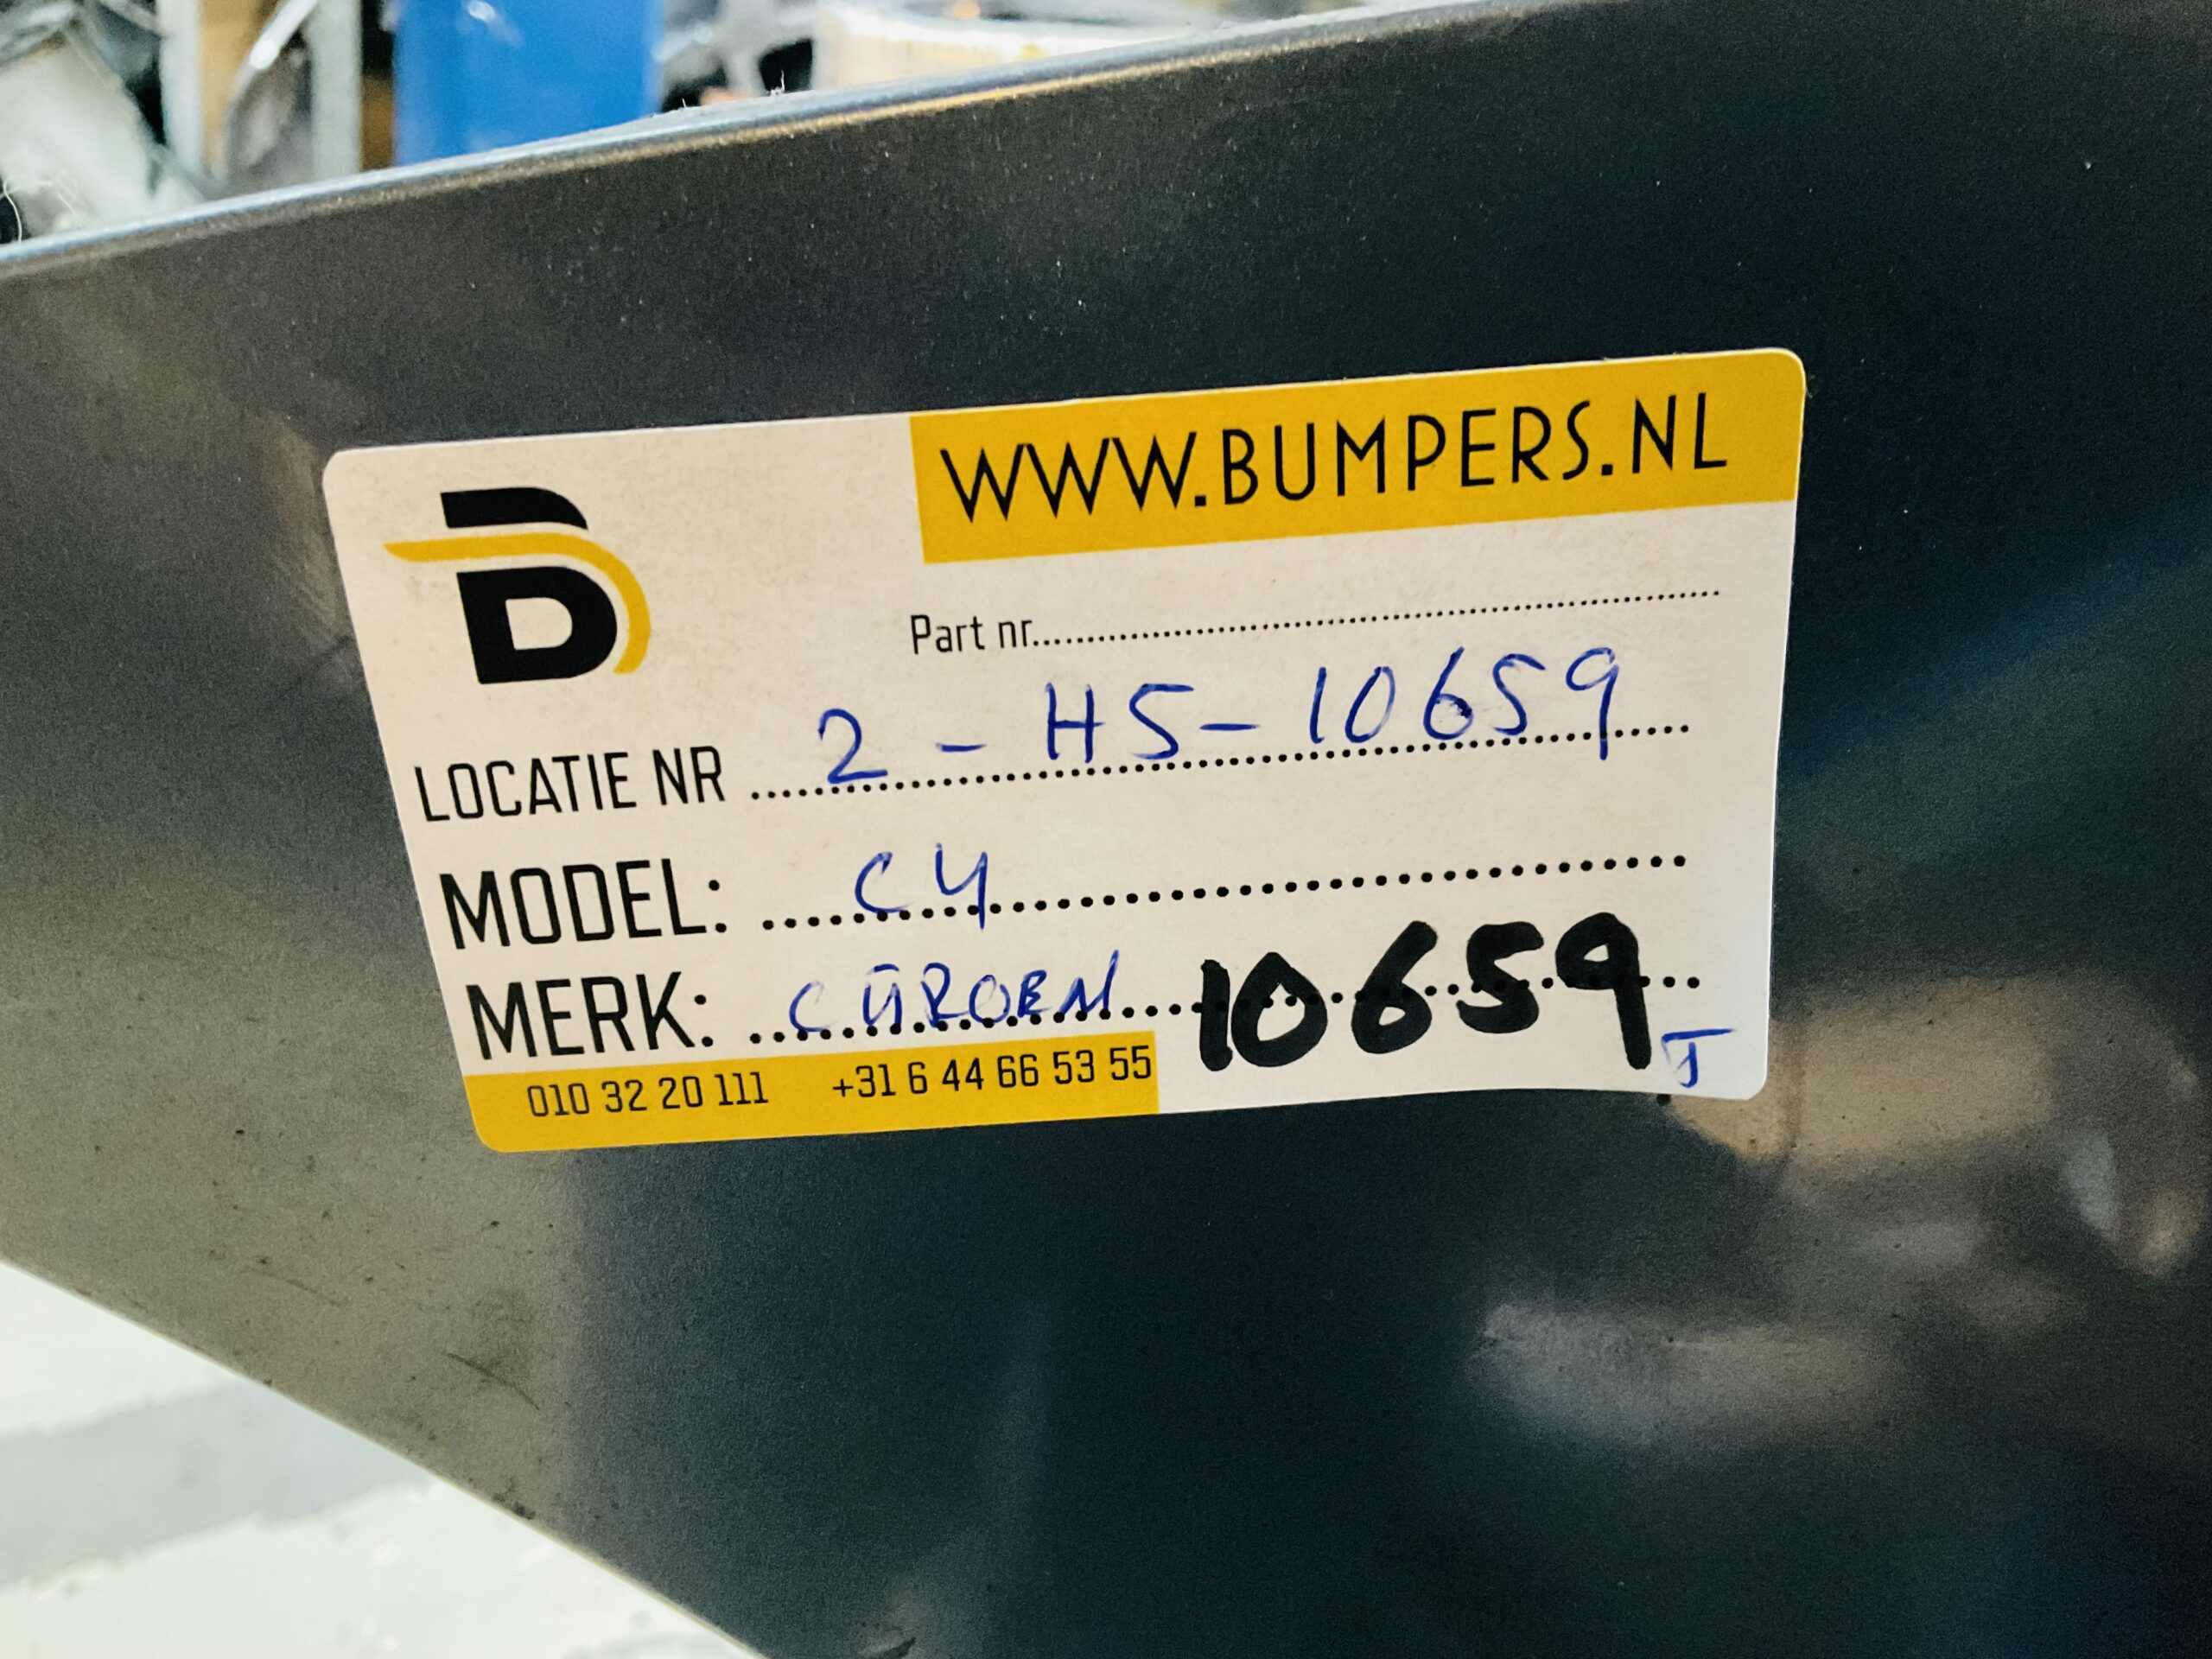 B
WWW.BUMPERS.NL
Part nr.
LOCATIE NR 2 - H5 - 10659
MODEL: C4
MERK: CITROEN 10659
J
010 32 20 111 +31 6 44 66 53 55